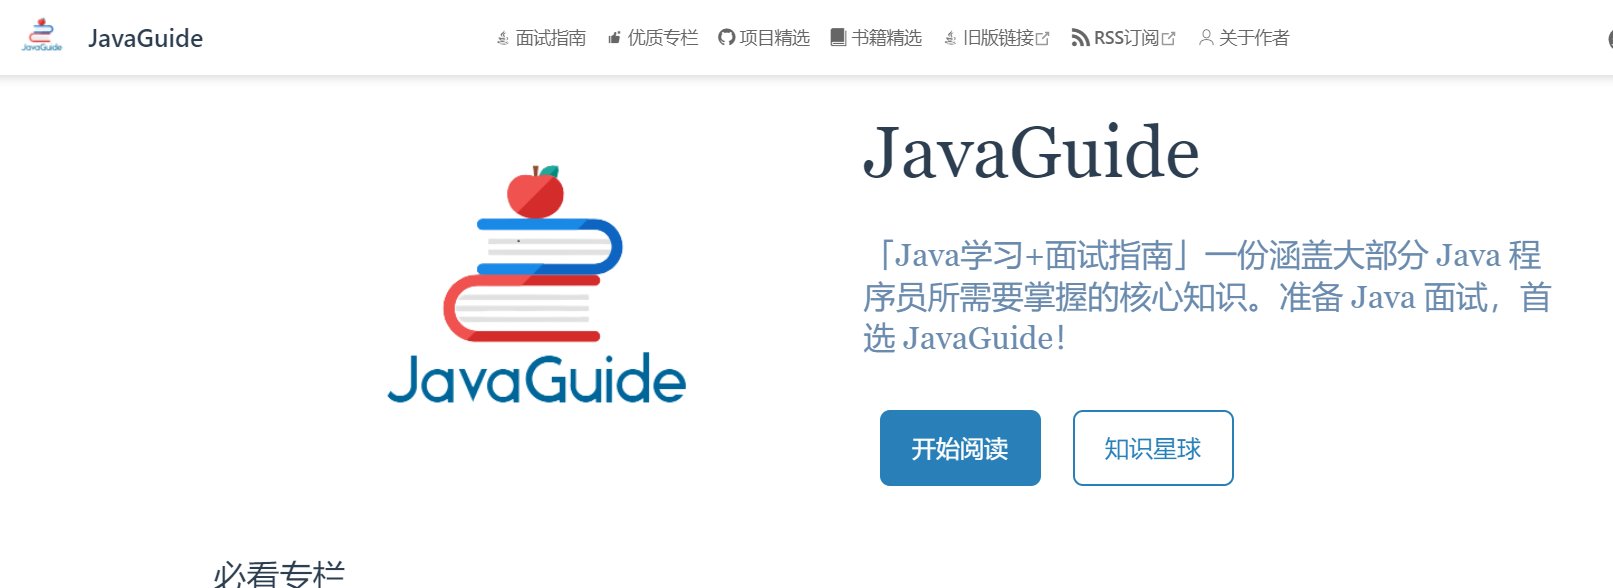 JavaGuide
JavaGuide
面试指南
优质专栏
项目精选
书籍精选
旧版链接
RSS订阅
关于作者
JavaGuide
JavaGuide
「Java学习+面试指南」一份涵盖大部分 Java 程
序员所需要掌握的核心知识。准备 Java 面试，首
选 JavaGuide！
开始阅读
知识星球
必看专栏